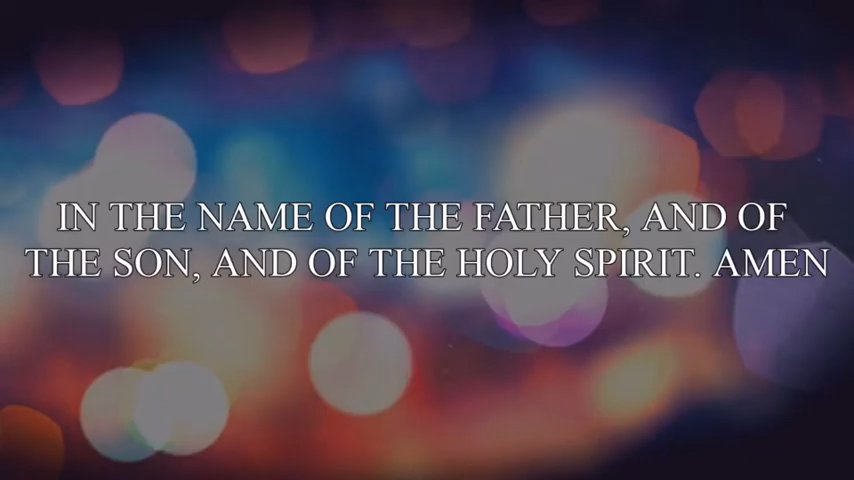 IN THE NAME OF THE FATHER, AND OF
THE SON, AND OF THE HOLY SPIRIT. AMEN